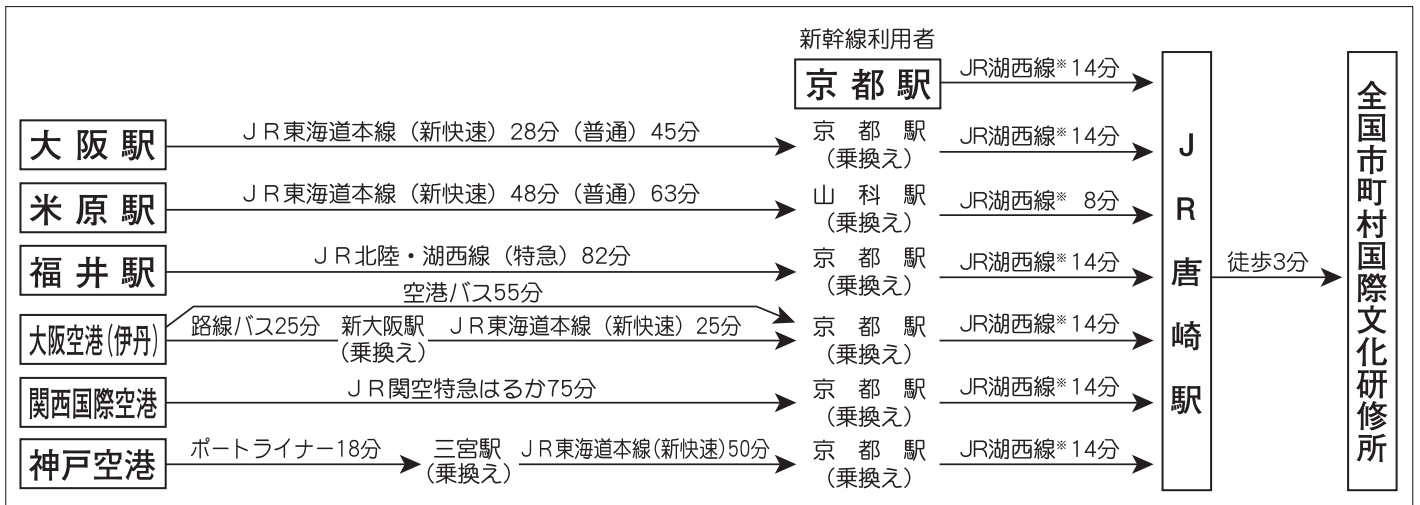 新幹線利用者
京都駅
JR湖西線※14分
大阪駅
JR東海道本線（新快速）28分（普通）45分
京都駅
（乗換え）
JR湖西線※14分
米原駅
JR東海道本線（新快速）48分（普通）63分
山科駅
（乗換え）
JR湖西線※ 8分
福井駅
JR北陸・湖西線（特急）82分
京都駅
（乗換え）
JR湖西線※14分
大阪空港(伊丹)
空港バス55分
路線バス25分
新大阪駅
（乗換え）
JR東海道本線（新快速）25分
京都駅
（乗換え）
JR湖西線※14分
関西国際空港
JR関空特急はるか75分
京都駅
（乗換え）
JR湖西線※14分
神戸空港
ポートライナー18分
三宮駅
（乗換え）
JR東海道本線(新快速)50分
京都駅
（乗換え）
JR湖西線※14分
JR唐崎駅
徒歩3分
全国市町村国際文化研修所